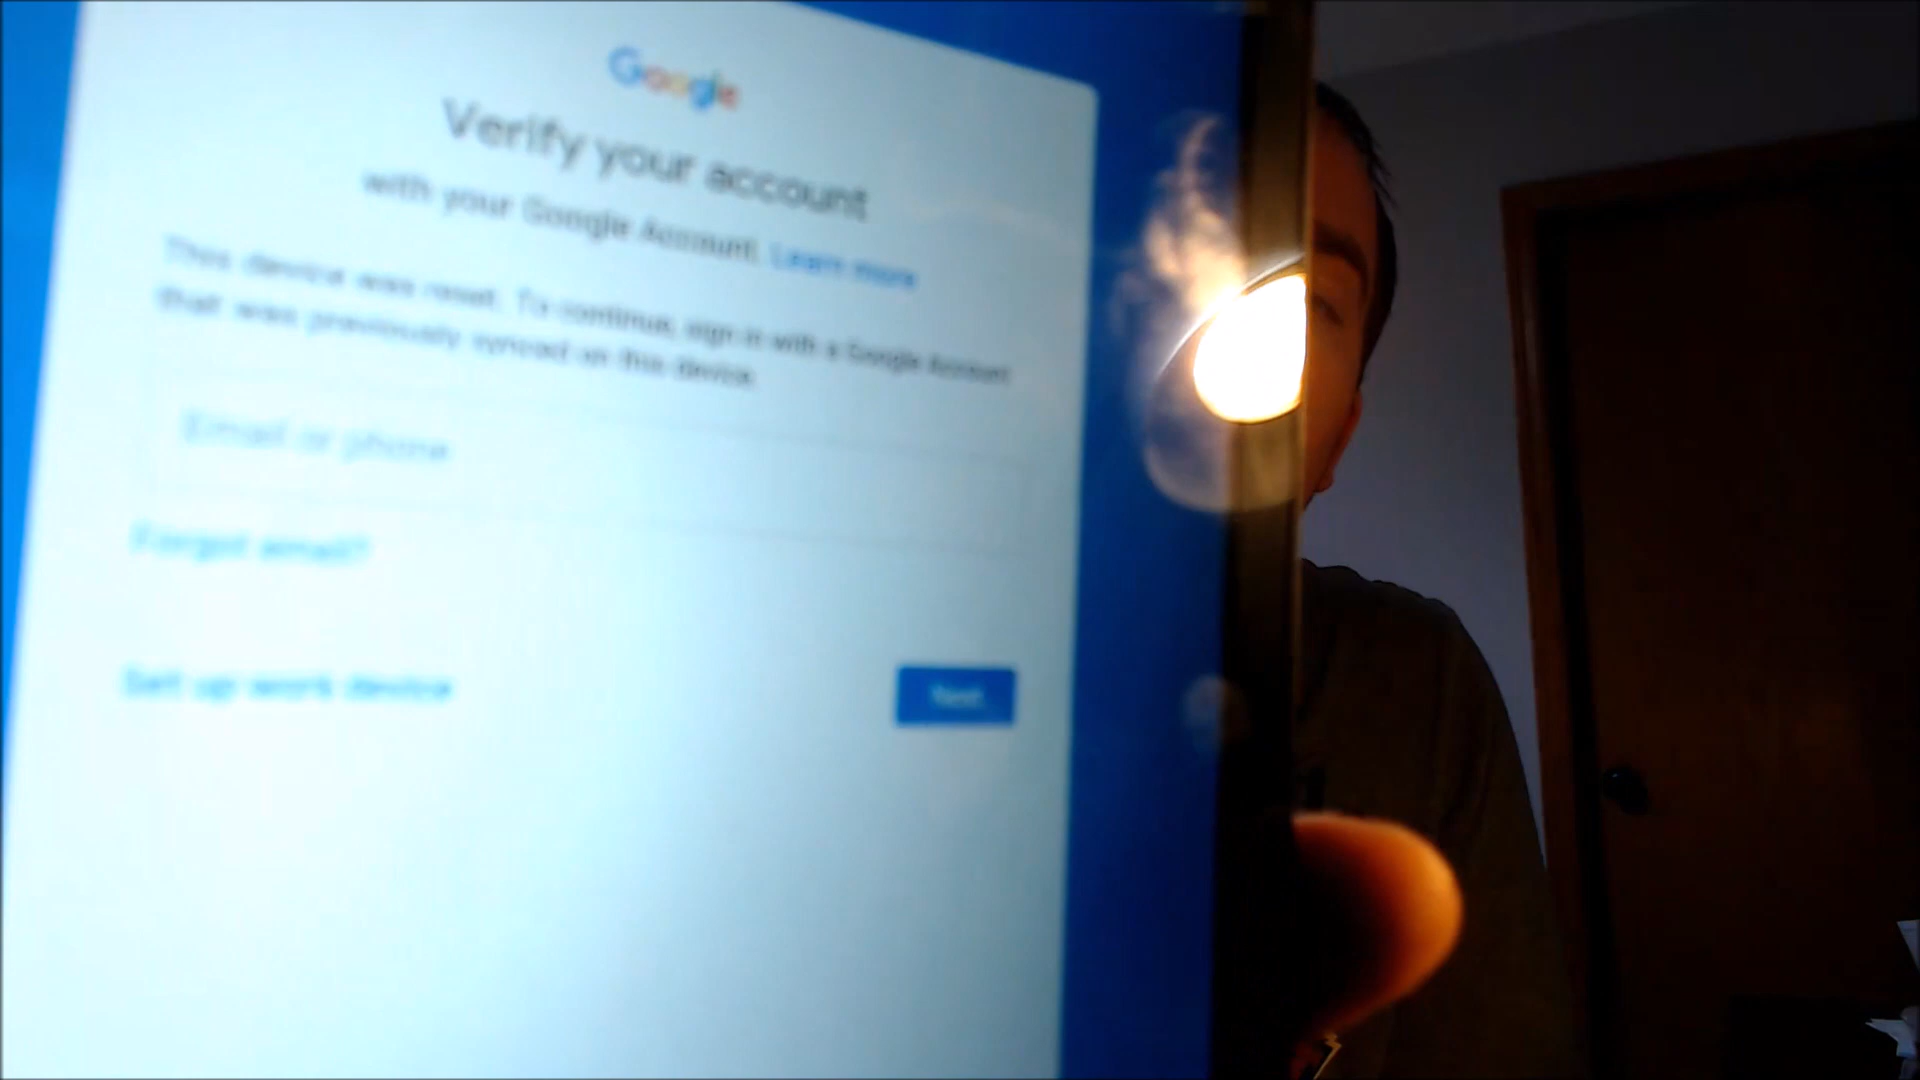 Google
Verify your account
with your Google Account. Learn more
This device was reset. To continue, sign in with a Google Account
that was previously synced on this device.
Email or phone
Forgot email?
Set up work device
Next